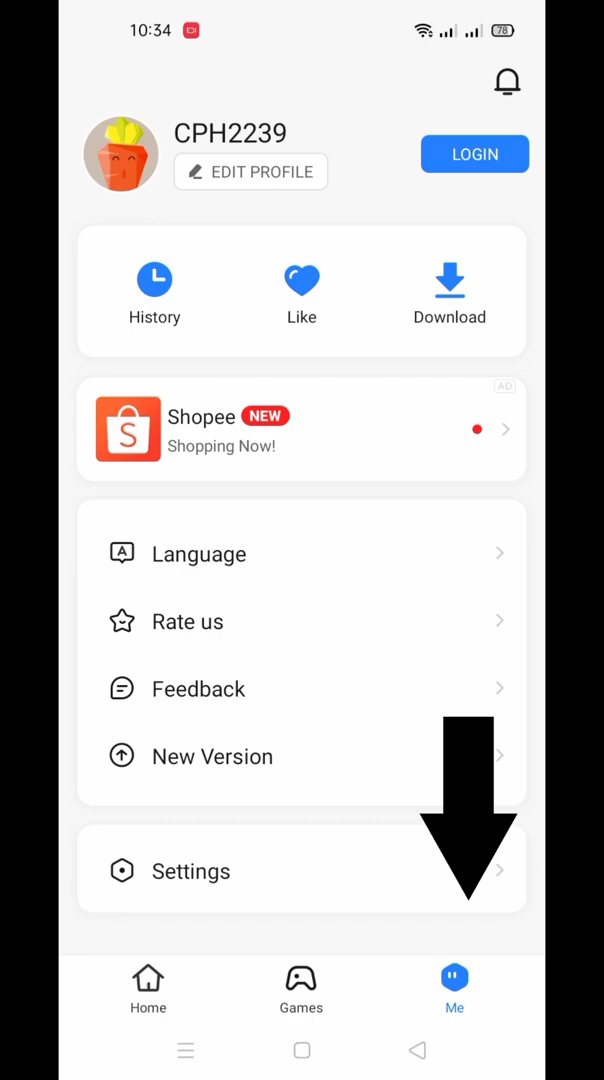 10:34
78
CPH2239
EDIT PROFILE
LOGIN
History
Like
Download
AD
Shopee NEW
Shopping Now!
Language
Rate us
Feedback
New Version
Settings
Home
Games
Me